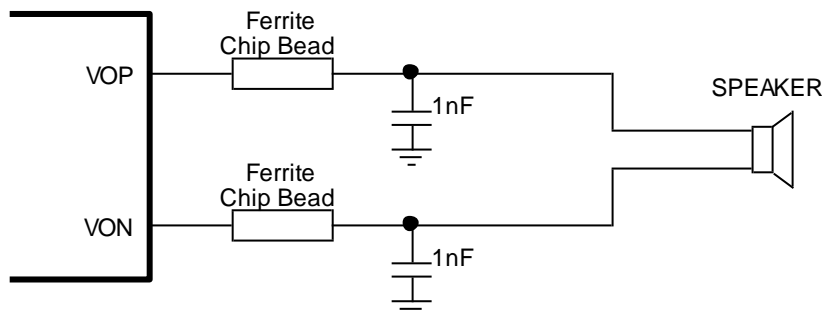 Ferrite
Chip Bead
VOP
1nF
SPEAKER
Ferrite
Chip Bead
VON
1nF